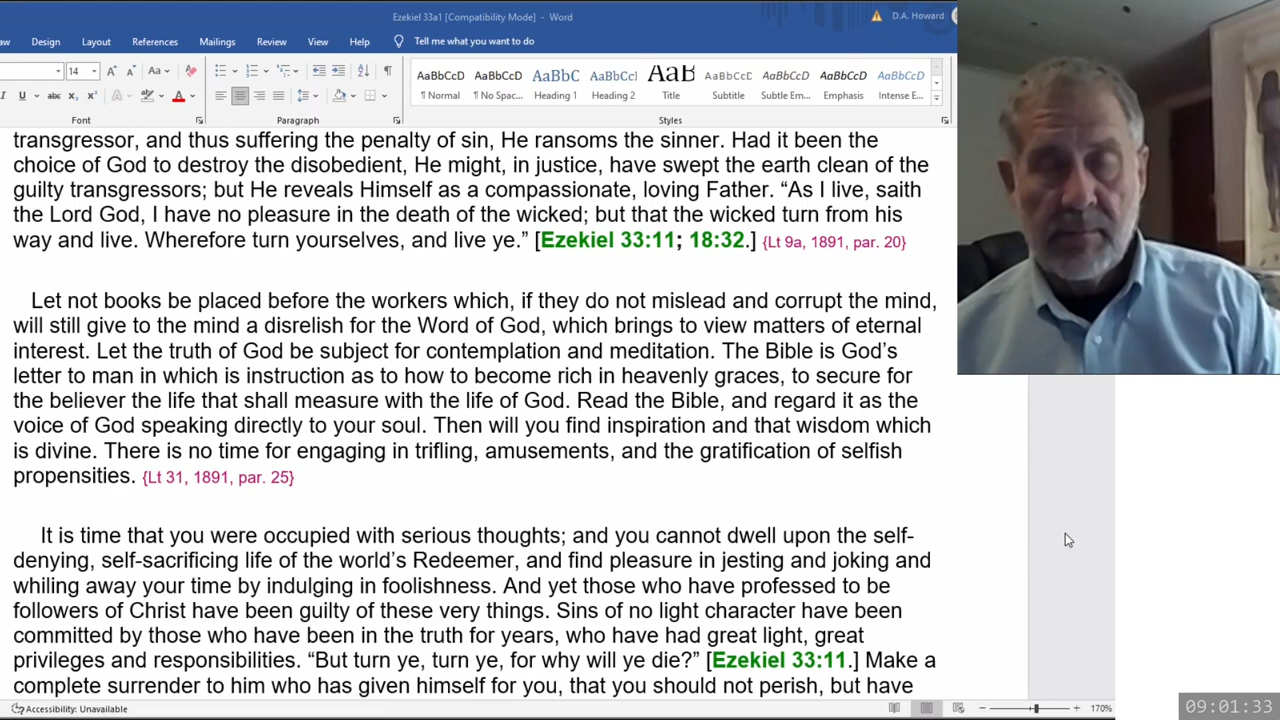 Ezekiel 33a1 [Compatibility Mode] - Word
D.A. Howard
aw Design Layout References Mailings Review View Help Tell me what you want to do
14 Aa
AaBbCcD AaBbCcD AaBbC AaBbCcI AaB AaBbCcD AaBbCcD AaBbCcD AaBbCcD
I U abc x₂ x² A A
¶ Normal ¶ No Spac... Heading 1 Heading 2 Title Subtitle Subtle Em... Emphasis Intense E...
Font Paragraph Styles
transgressor, and thus suffering the penalty of sin, He ransoms the sinner. Had it been the
choice of God to destroy the disobedient, He might, in justice, have swept the earth clean of the
guilty transgressors; but He reveals Himself as a compassionate, loving Father. “As I live, saith
the Lord God, I have no pleasure in the death of the wicked; but that the wicked turn from his
way and live. Wherefore turn yourselves, and live ye.” [Ezekiel 33:11; 18:32.] {Lt 9a, 1891, par. 20}
Let not books be placed before the workers which, if they do not mislead and corrupt the mind,
will still give to the mind a disrelish for the Word of God, which brings to view matters of eternal
interest. Let the truth of God be subject for contemplation and meditation. The Bible is God’s
letter to man in which is instruction as to how to become rich in heavenly graces, to secure for
the believer the life that shall measure with the life of God. Read the Bible, and regard it as the
voice of God speaking directly to your soul. Then will you find inspiration and that wisdom which
is divine. There is no time for engaging in trifling, amusements, and the gratification of selfish
propensities. {Lt 31, 1891, par. 25}
It is time that you were occupied with serious thoughts; and you cannot dwell upon the self-
denying, self-sacrificing life of the world’s Redeemer, and find pleasure in jesting and joking and
whiling away your time by indulging in foolishness. And yet those who have professed to be
followers of Christ have been guilty of these very things. Sins of no light character have been
committed by those who have been in the truth for years, who have had great light, great
privileges and responsibilities. “But turn ye, turn ye, for why will ye die?” [Ezekiel 33:11.] Make a
complete surrender to him who has given himself for you, that you should not perish, but have
Accessibility: Unavailable
170%
09:01:33